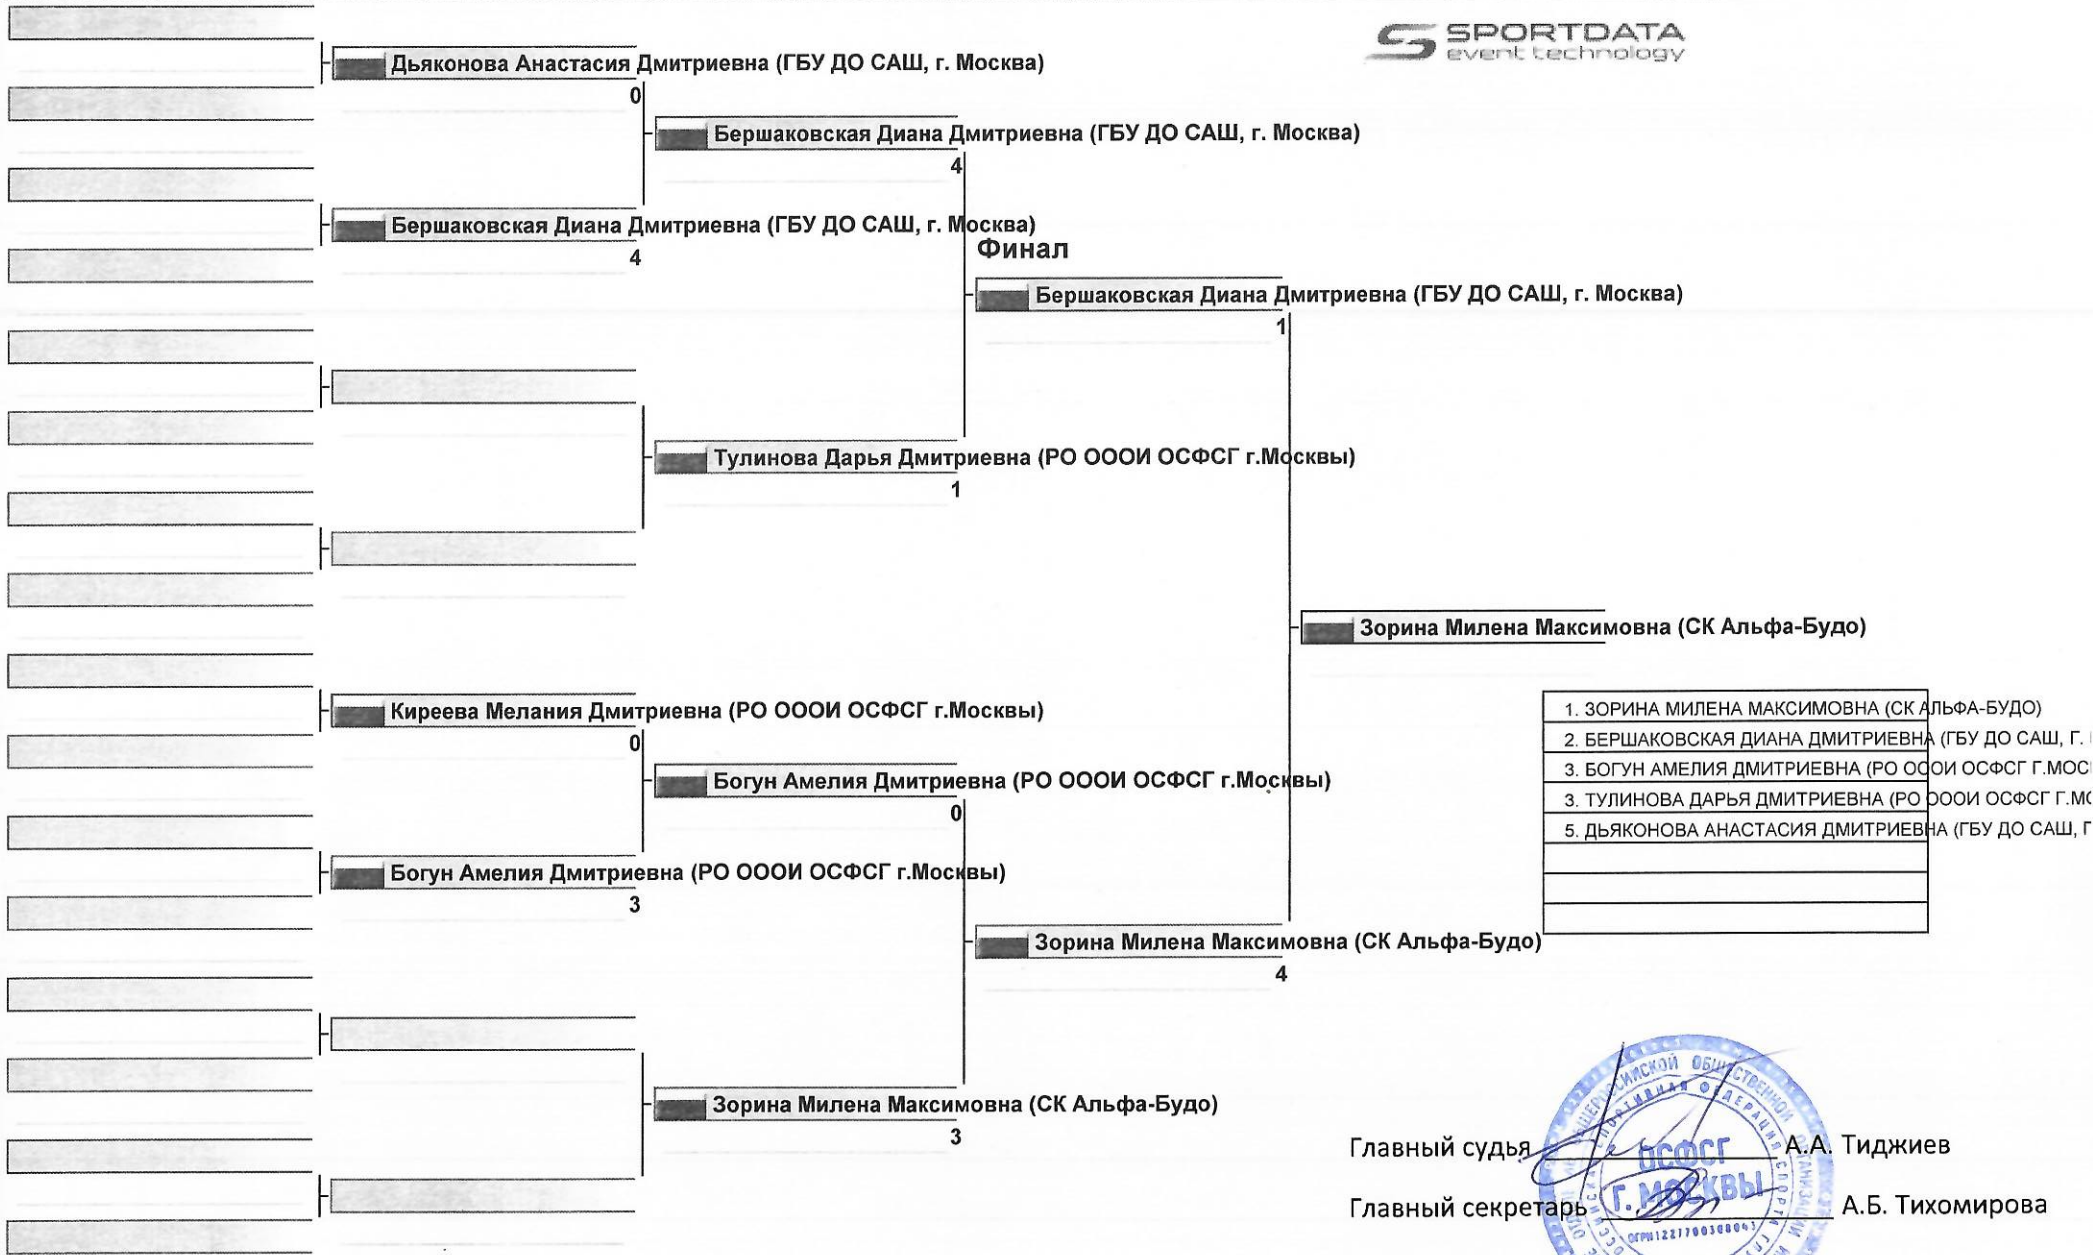 SPORTDATA
event technology
Дьяконова Анастасия Дмитриевна (ГБУ ДО САШ, г. Москва)
0
Бершаковская Диана Дмитриевна (ГБУ ДО САШ, г. Москва)
4
Бершаковская Диана Дмитриевна (ГБУ ДО САШ, г. Москва)
4
Финал
Бершаковская Диана Дмитриевна (ГБУ ДО САШ, г. Москва)
1
Тулинова Дарья Дмитриевна (РО ОООИ ОСФСГ г.Москвы)
1
Зорина Милена Максимовна (СК Альфа-Будо)
Киреева Мелания Дмитриевна (РО ОООИ ОСФСГ г.Москвы)
0
Богун Амелия Дмитриевна (РО ОООИ ОСФСГ г.Москвы)
0
Богун Амелия Дмитриевна (РО ОООИ ОСФСГ г.Москвы)
3
Зорина Милена Максимовна (СК Альфа-Будо)
4
Зорина Милена Максимовна (СК Альфа-Будо)
3
1. ЗОРИНА МИЛЕНА МАКСИМОВНА (СК АЛЬФА-БУДО)
2. БЕРШАКОВСКАЯ ДИАНА ДМИТРИЕВНА (ГБУ ДО САШ, Г.
3. БОГУН АМЕЛИЯ ДМИТРИЕВНА (РО ОООИ ОСФСГ Г.МОС
3. ТУЛИНОВА ДАРЬЯ ДМИТРИЕВНА (РО ОООИ ОСФСГ Г.МО
5. ДЬЯКОНОВА АНАСТАСИЯ ДМИТРИЕВНА (ГБУ ДО САШ, Г
Главный судья А.А. Тиджиев
Главный секретарь А.Б. Тихомирова
ОСФСГ
Г. МОСКВЫ